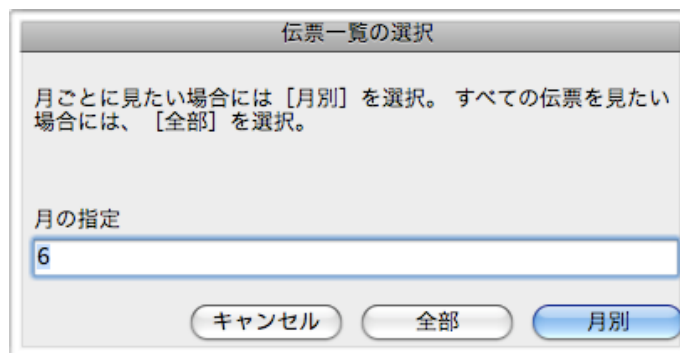 伝票一覧の選択
月ごとに見たい場合には［月別］を選択。 すべての伝票を見たい
場合には、［全部］を選択。
月の指定
6
キャンセル 全部 月別